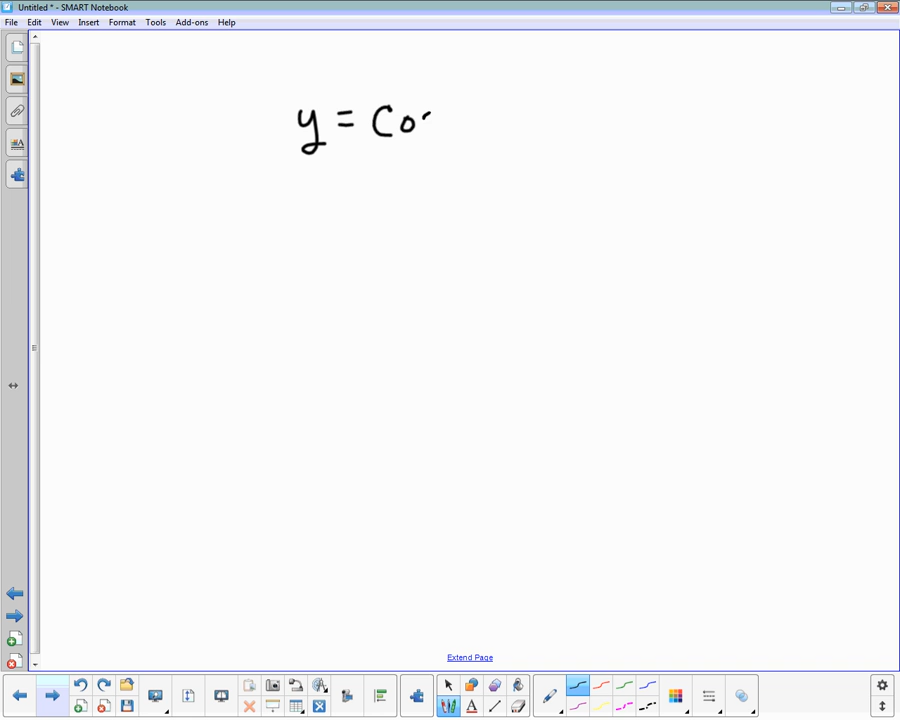 Untitled * - SMART Notebook
File Edit View Insert Format Tools Add-ons Help
y = Co
Extend Page